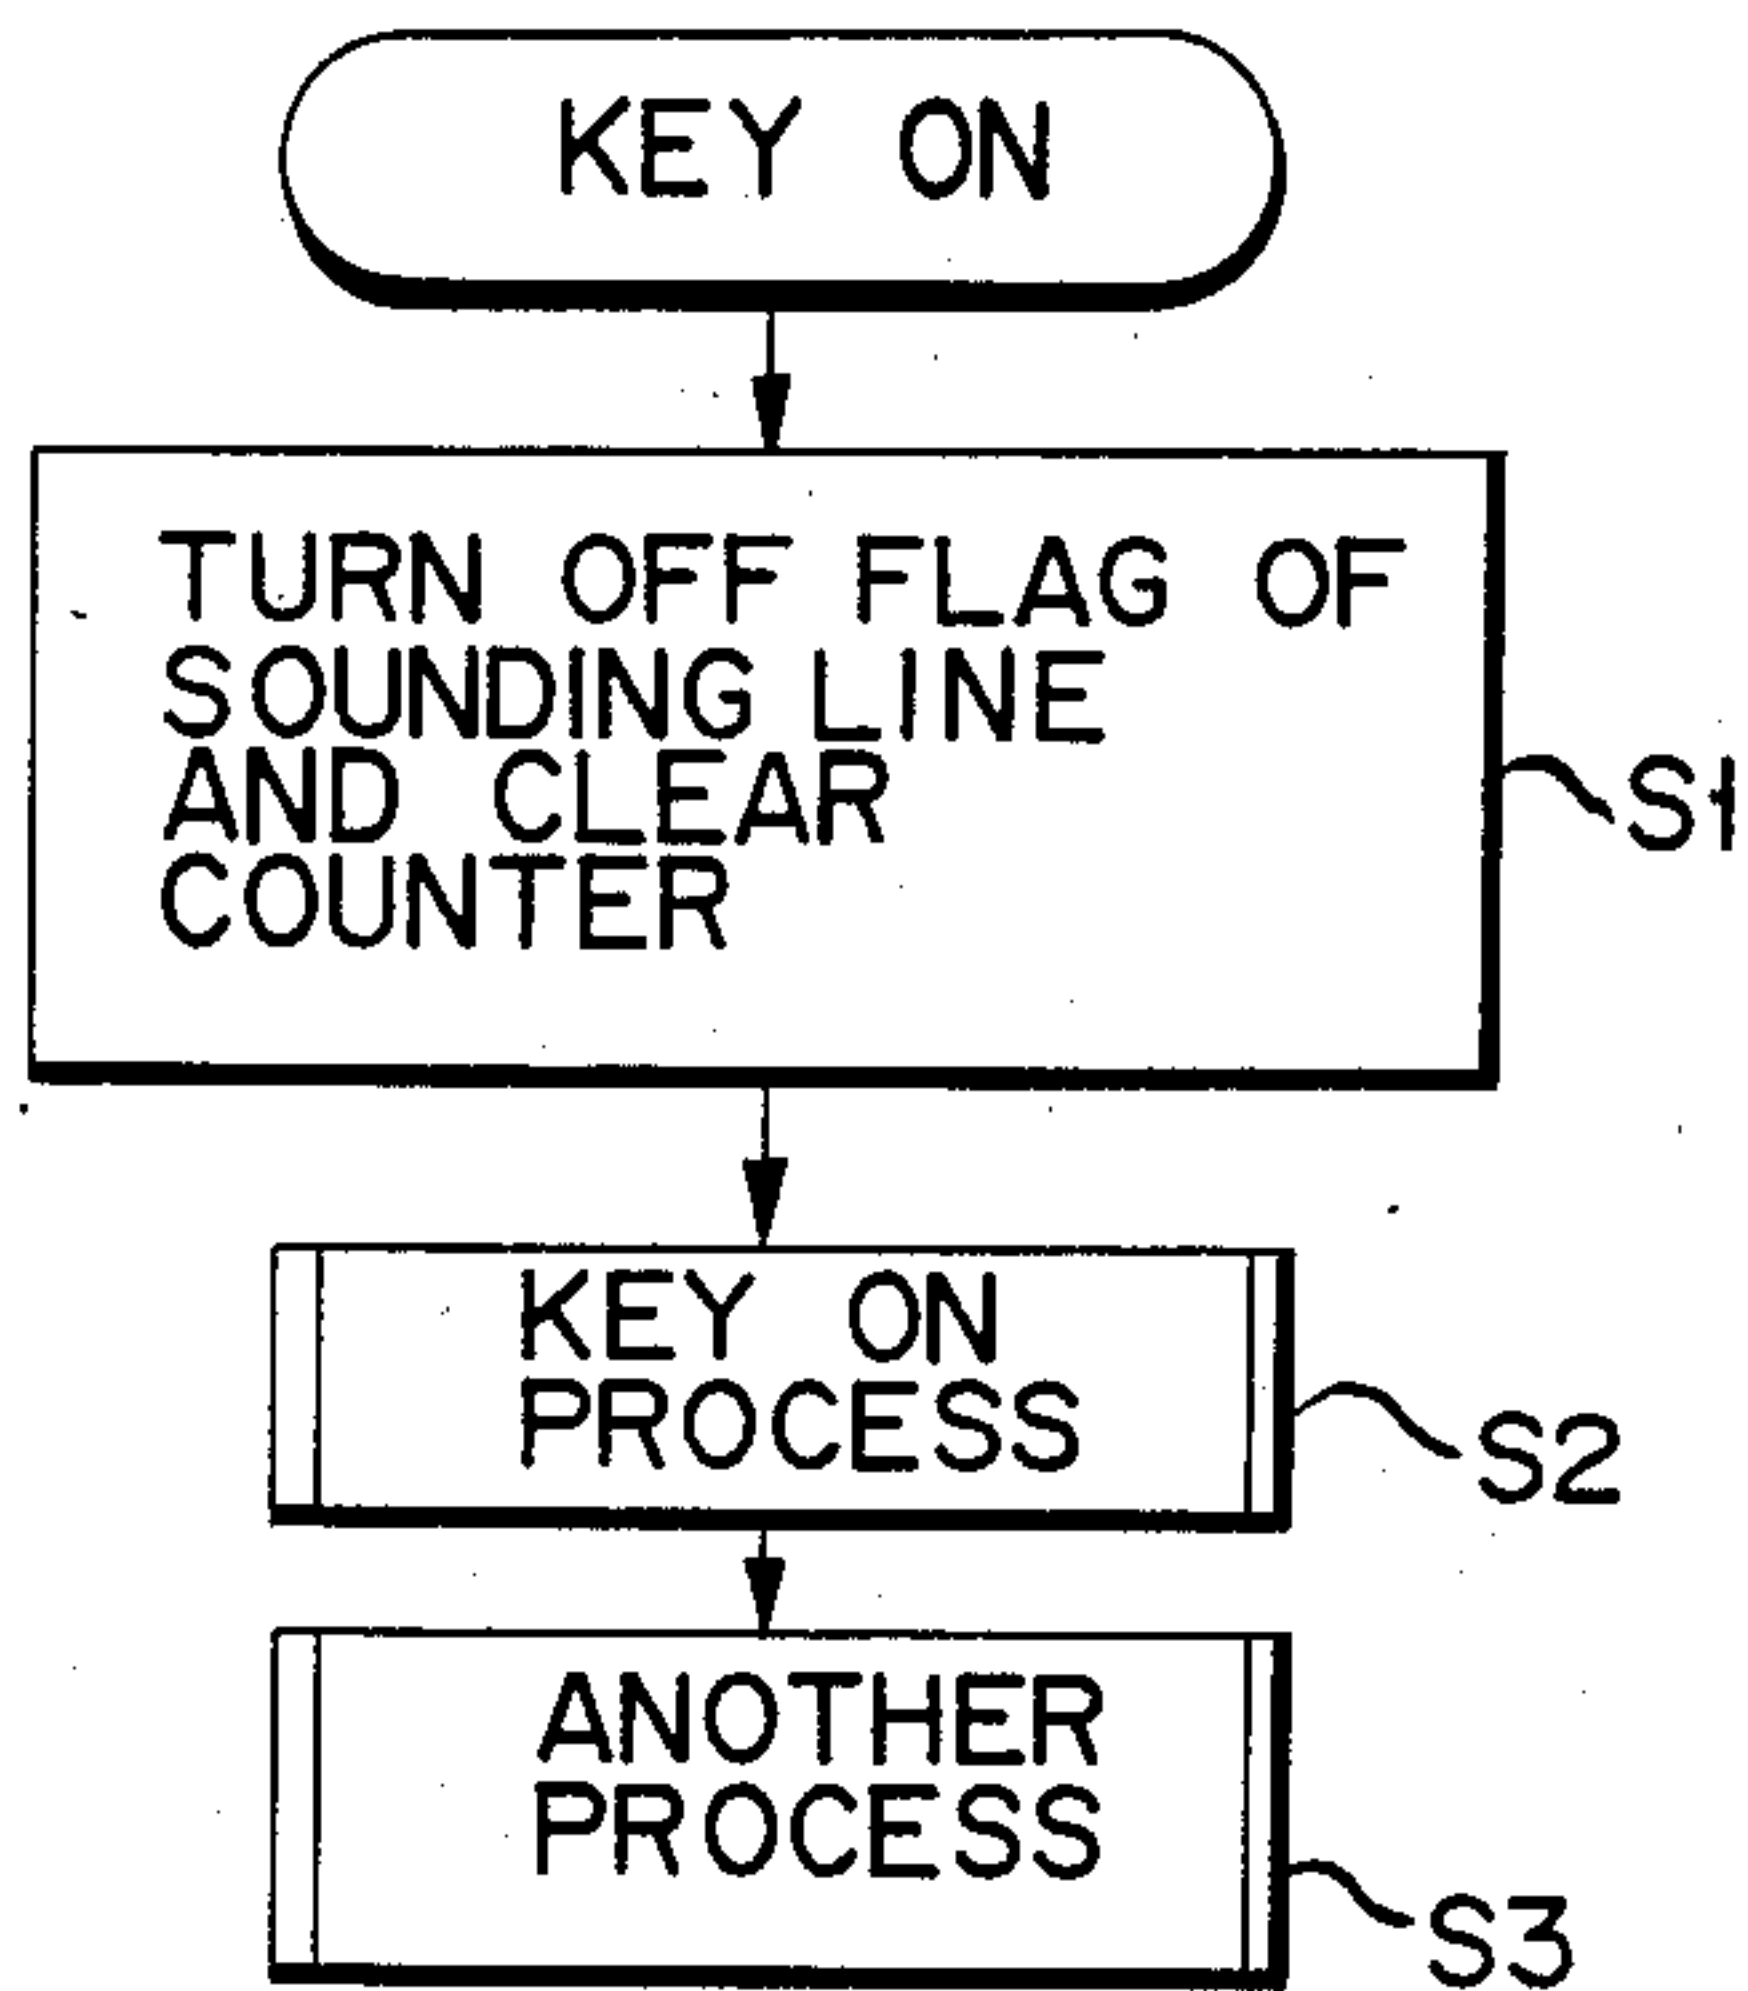 KEY ON
TURN OFF FLAG OF
SOUNDING LINE
AND CLEAR
COUNTER
S1
KEY ON
PROCESS
S2
ANOTHER
PROCESS
S3